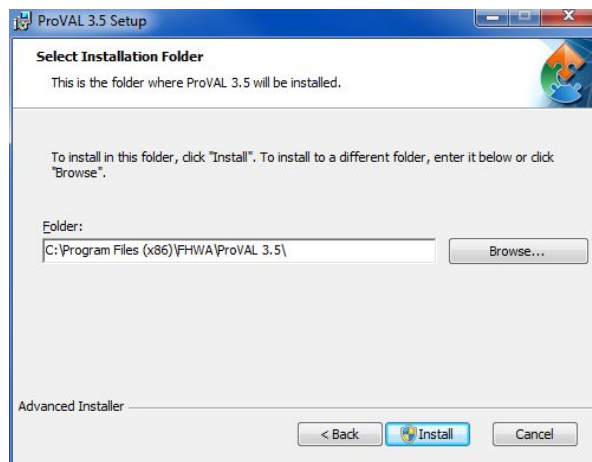 ProVAL 3.5 Setup
Select Installation Folder
This is the folder where ProVAL 3.5 will be installed.
To install in this folder, click "Install". To install to a different folder, enter it below or click
"Browse".
Folder:
C:\Program Files (x86)\FHWA\ProVAL 3.5\
Browse...
Advanced Installer
< Back
Install
Cancel